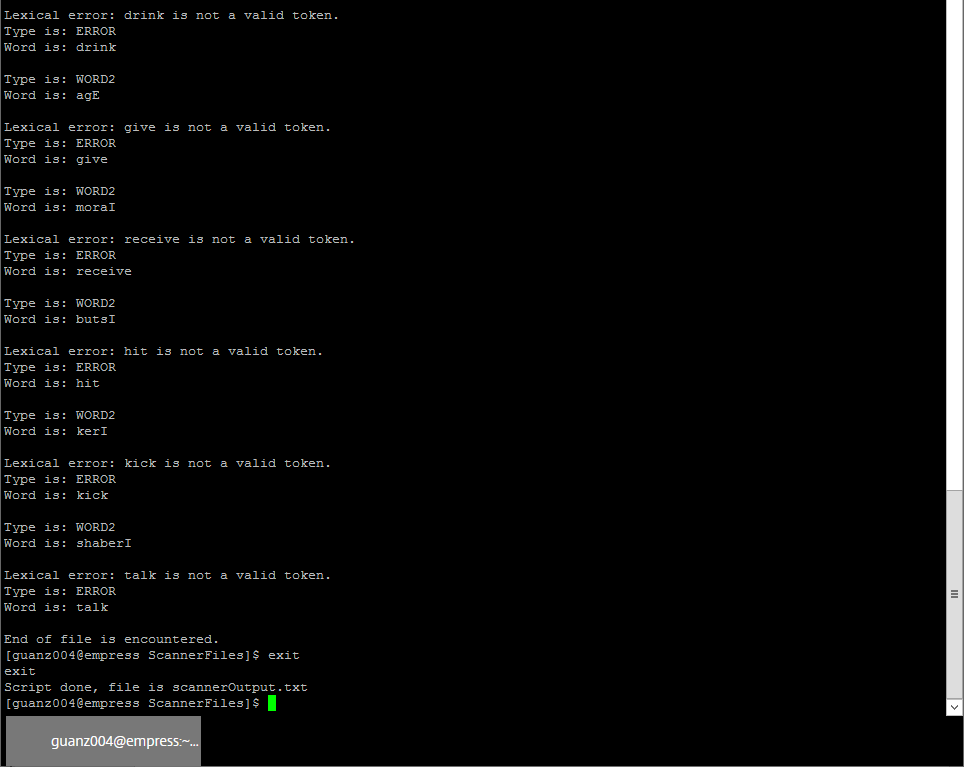 Lexical error: drink is not a valid token.
Type is: ERROR
Word is: drink
Type is: WORD2
Word is: agE
Lexical error: give is not a valid token.
Type is: ERROR
Word is: give
Type is: WORD2
Word is: moraI
Lexical error: receive is not a valid token.
Type is: ERROR
Word is: receive
Type is: WORD2
Word is: butsI
Lexical error: hit is not a valid token.
Type is: ERROR
Word is: hit
Type is: WORD2
Word is: kerI
Lexical error: kick is not a valid token.
Type is: ERROR
Word is: kick
Type is: WORD2
Word is: shaberI
Lexical error: talk is not a valid token.
Type is: ERROR
Word is: talk
End of file is encountered.
[guanz004@empress ScannerFiles]$ exit
exit
Script done, file is scannerOutput.txt
[guanz004@empress ScannerFiles]$
guanz004@empress:~...